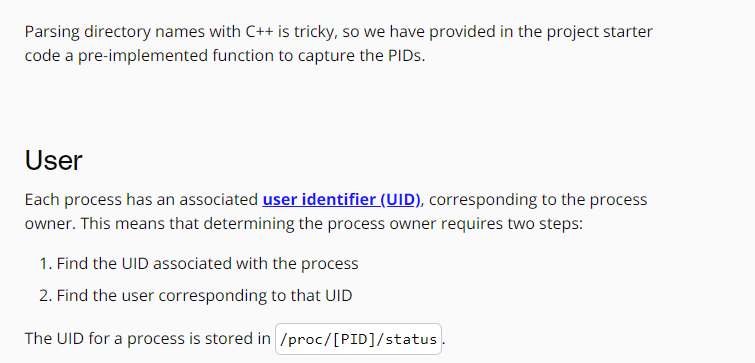 Parsing directory names with C++ is tricky, so we have provided in the project starter
code a pre-implemented function to capture the PIDs.
User
Each process has an associated user identifier (UID), corresponding to the process
owner. This means that determining the process owner requires two steps:
1. Find the UID associated with the process
2. Find the user corresponding to that UID
The UID for a process is stored in /proc/[PID]/status.